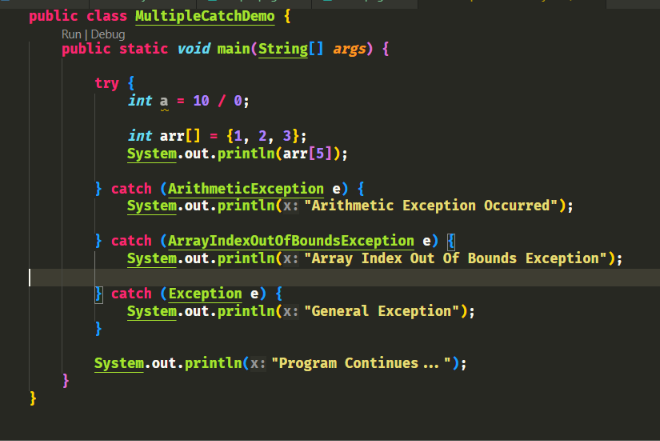 public class MultipleCatchDemo {
Run | Debug
public static void main(String[] args) {
try {
int a = 10 / 0;
int arr[] = {1, 2, 3};
System.out.println(arr[5]);
} catch (ArithmeticException e) {
System.out.println(x: "Arithmetic Exception Occurred");
} catch (ArrayIndexOutOfBoundsException e) {
System.out.println(x: "Array Index Out Of Bounds Exception");
} catch (Exception e) {
System.out.println(x: "General Exception");
}
System.out.println(x: "Program Continues...");
}
}